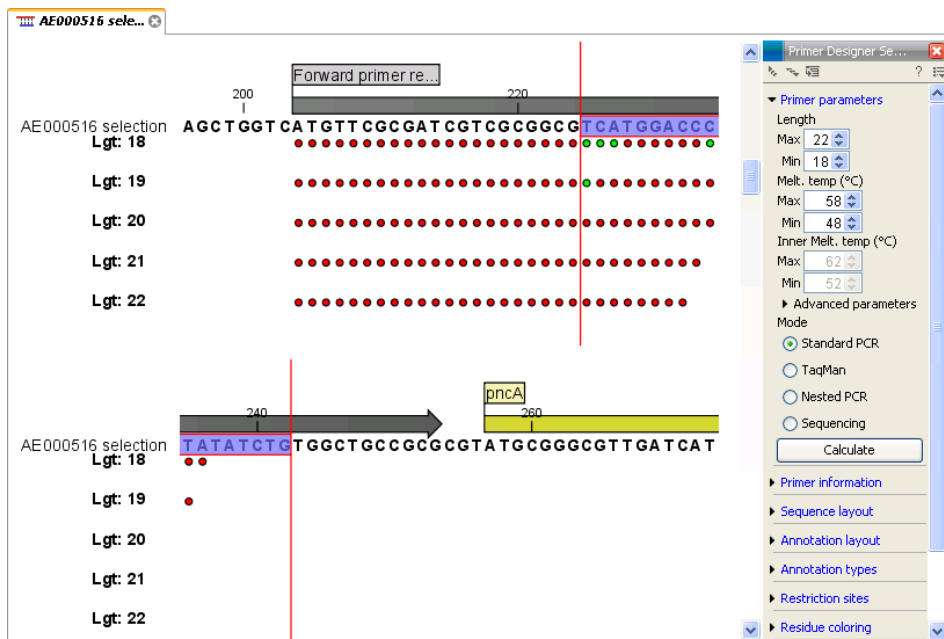 AE000516 sele...
Forward primer re...
200
220
AE000516 selection AGCTGGTCATGTTCGCGATCGTCGCGGCGTCATGGACCC
Lgt: 18
Lgt: 19
Lgt: 20
Lgt: 21
Lgt: 22
pncA
240
260
AE000516 selection TATATCTGTGGCTGCCGCGCGTATGCGGGCGTTGATCAT
Lgt: 18
Lgt: 19
Lgt: 20
Lgt: 21
Lgt: 22
Primer Designer Se...
?
Primer parameters
Length
Max 22
Min 18
Melt. temp (°C)
Max 58
Min 48
Inner Melt. temp (°C)
Max 62
Min 52
Advanced parameters
Mode
Standard PCR
TaqMan
Nested PCR
Sequencing
Calculate
Primer information
Sequence layout
Annotation layout
Annotation types
Restriction sites
Residue coloring